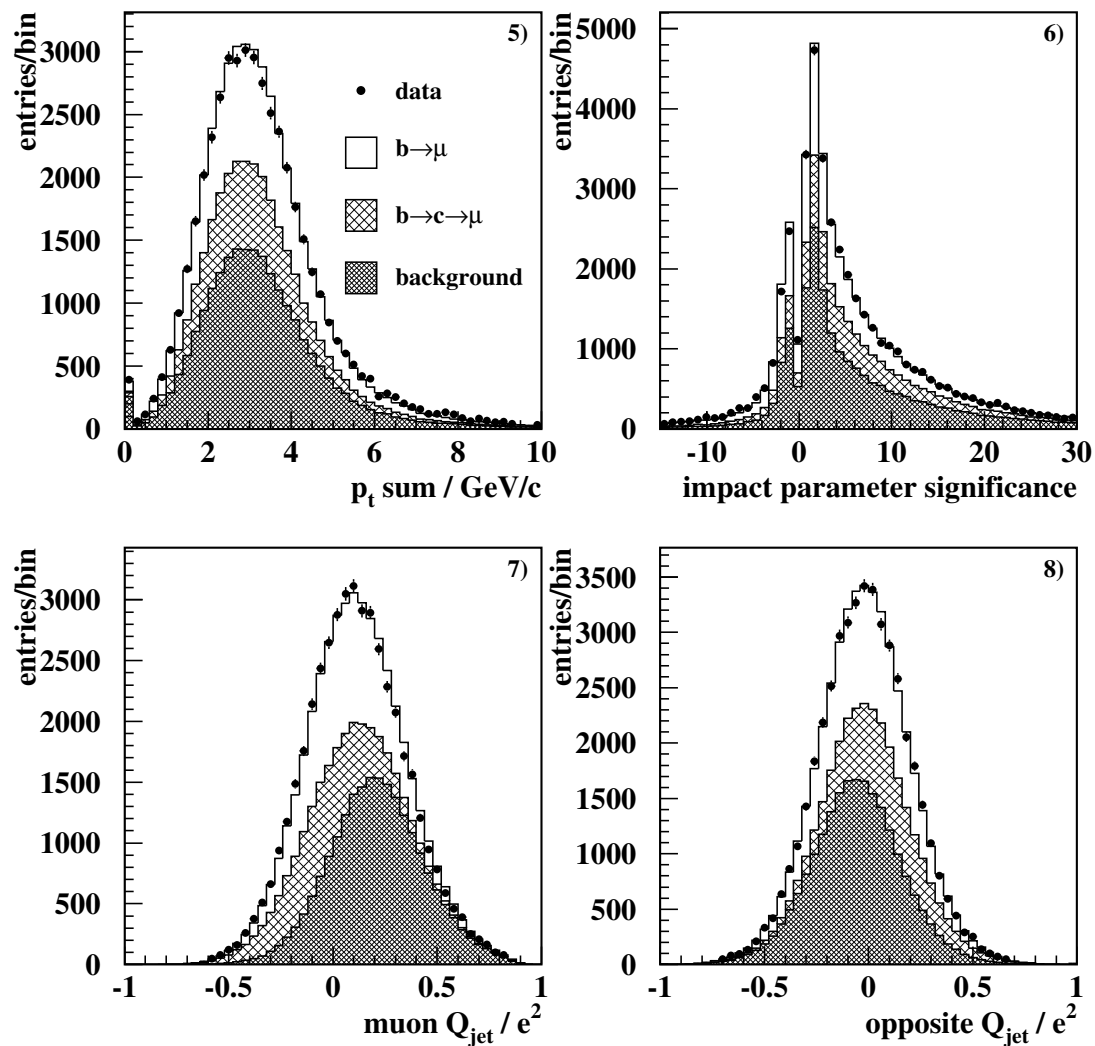 entries/bin
5)
3000
2500
2000
1500
1000
500
0
data
b→μ
b→c→μ
background
0 2 4 6 8 10
p_t sum / GeV/c
entries/bin
6)
5000
4000
3000
2000
1000
0
-10 0 10 20 30
impact parameter significance
entries/bin
7)
3000
2500
2000
1500
1000
500
0
-1 -0.5 0 0.5 1
muon Q_jet / e²
entries/bin
8)
3500
3000
2500
2000
1500
1000
500
0
-1 -0.5 0 0.5 1
opposite Q_jet / e²